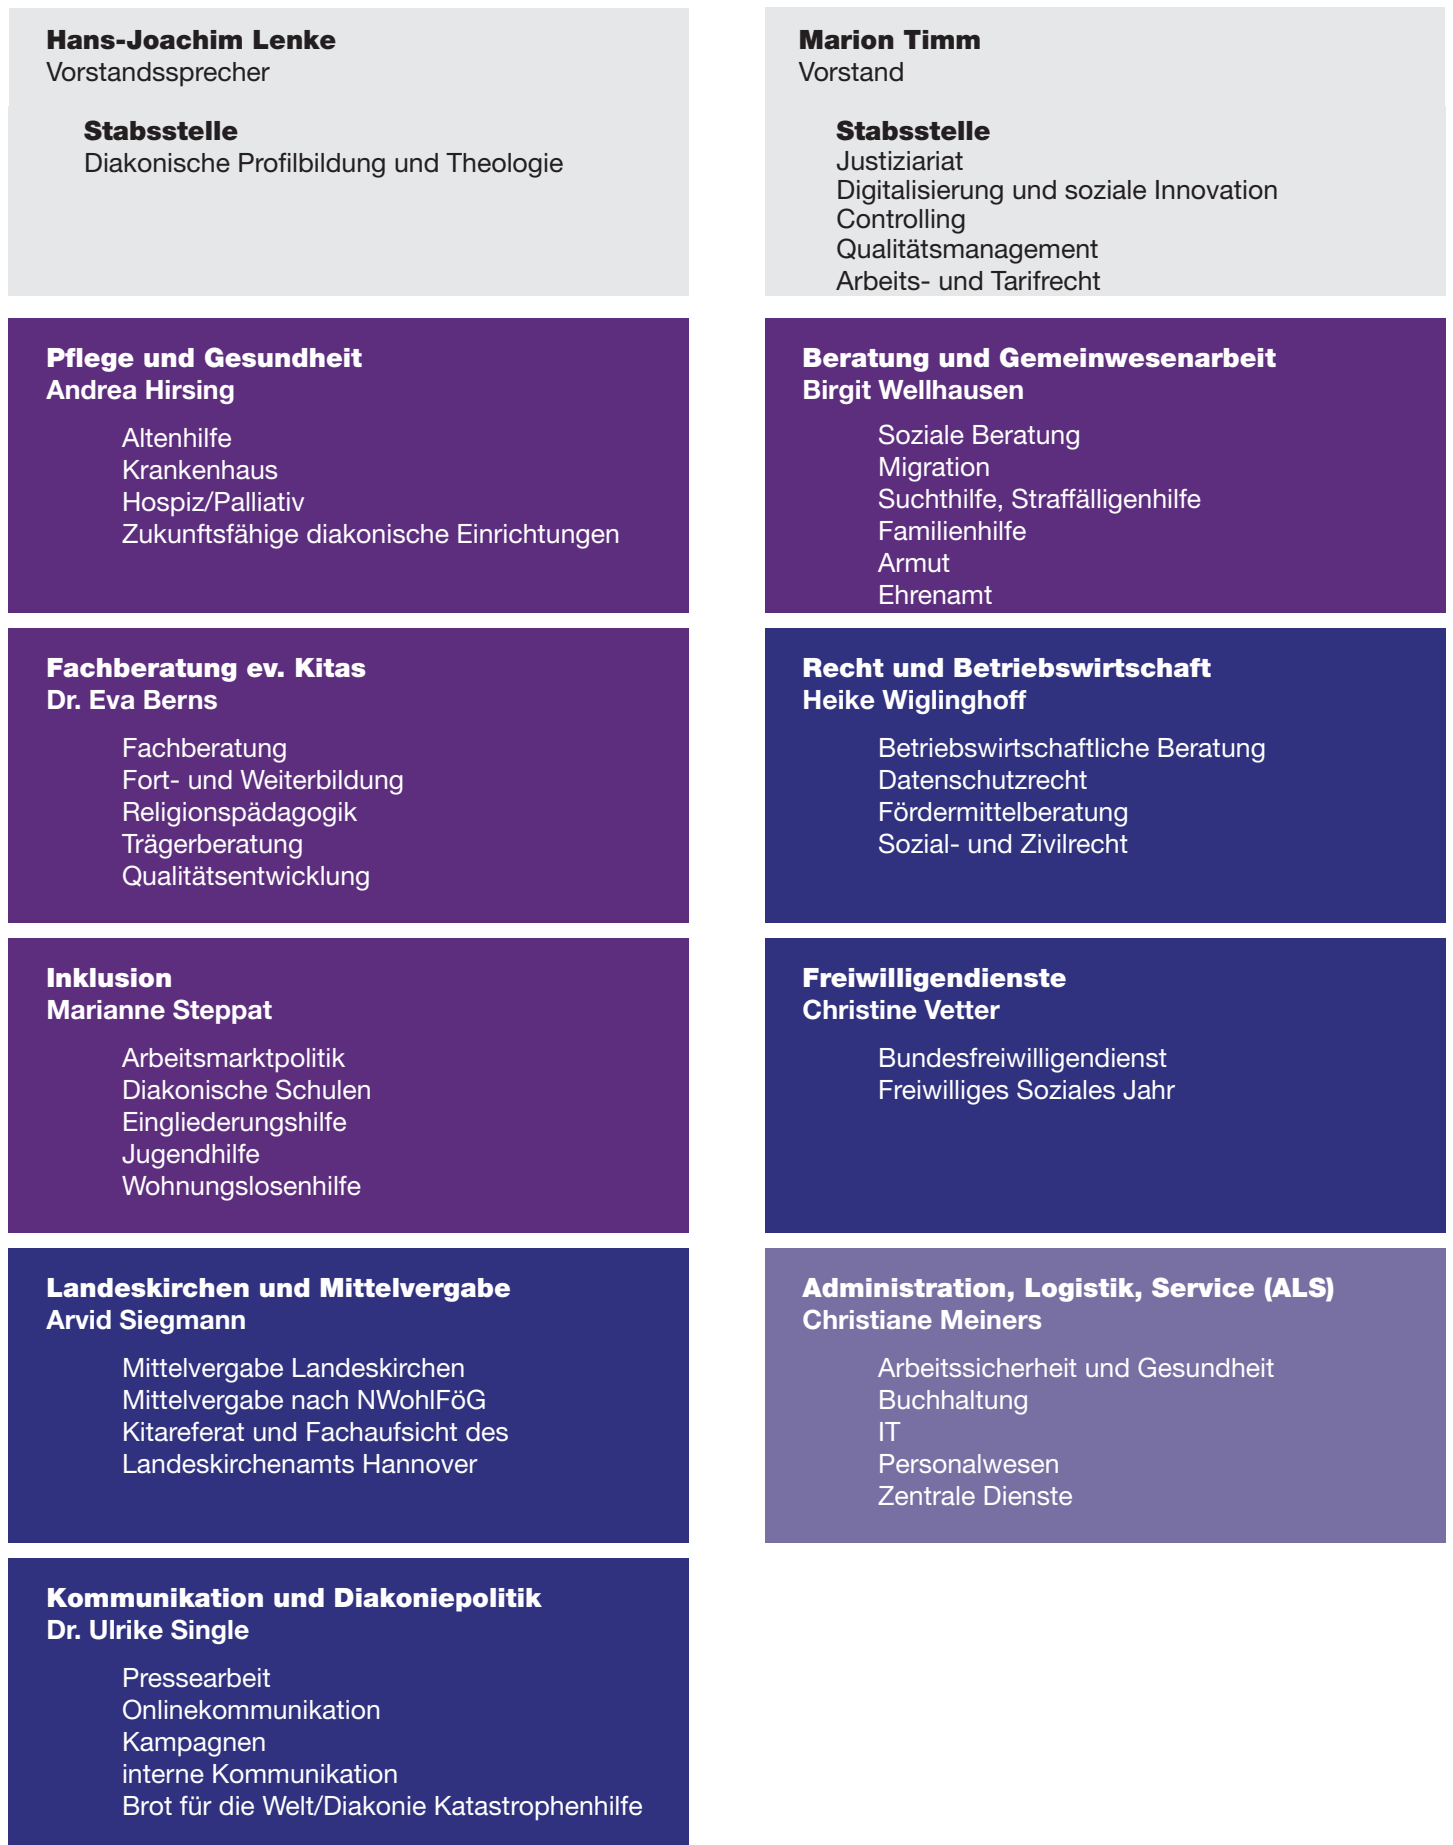 Hans-Joachim Lenke
Vorstandssprecher
Stabsstelle
Diakonische Profilbildung und Theologie
Pflege und Gesundheit
Andrea Hirsing
Altenhilfe
Krankenhaus
Hospiz/Palliativ
Zukunftsfähige diakonische Einrichtungen
Fachberatung ev. Kitas
Dr. Eva Berns
Fachberatung
Fort- und Weiterbildung
Religionspädagogik
Trägerberatung
Qualitätsentwicklung
Inklusion
Marianne Steppat
Arbeitsmarktpolitik
Diakonische Schulen
Eingliederungshilfe
Jugendhilfe
Wohnungslosenhilfe
Landeskirchen und Mittelvergabe
Arvid Siegmann
Mittelvergabe Landeskirchen
Mittelvergabe nach NWohlFöG
Kitareferat und Fachaufsicht des
Landeskirchenamts Hannover
Kommunikation und Diakoniepolitik
Dr. Ulrike Single
Pressearbeit
Onlinekommunikation
Kampagnen
interne Kommunikation
Brot für die Welt/Diakonie Katastrophenhilfe
Marion Timm
Vorstand
Stabsstelle
Justiziariat
Digitalisierung und soziale Innovation
Controlling
Qualitätsmanagement
Arbeits- und Tarifrecht
Beratung und Gemeinwesenarbeit
Birgit Wellhausen
Soziale Beratung
Migration
Suchthilfe, Straffälligenhilfe
Familienhilfe
Armut
Ehrenamt
Recht und Betriebswirtschaft
Heike Wiglinghoff
Betriebswirtschaftliche Beratung
Datenschutzrecht
Fördermittelberatung
Sozial- und Zivilrecht
Freiwilligendienste
Christine Vetter
Bundesfreiwilligendienst
Freiwilliges Soziales Jahr
Administration, Logistik, Service (ALS)
Christiane Meiners
Arbeitssicherheit und Gesundheit
Buchhaltung
IT
Personalwesen
Zentrale Dienste